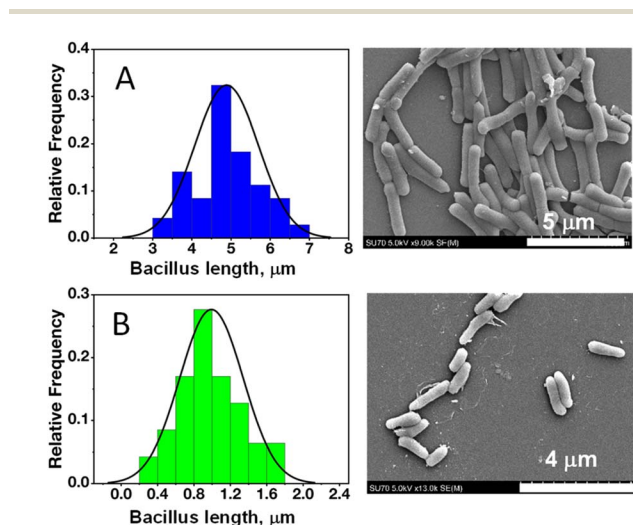 A
Relative Frequency
0.4
0.3
0.2
0.1
0.0
2 3 4 5 6 7 8
Bacillus length, μm
5 μm
SU70 5.0kV x9.00k SE(M)
B
Relative Frequency
0.3
0.2
0.1
0.0
0.0 0.4 0.8 1.2 1.6 2.0 2.4
Bacillus length, μm
4 μm
SU70 5.0kV x13.0k SE(M)